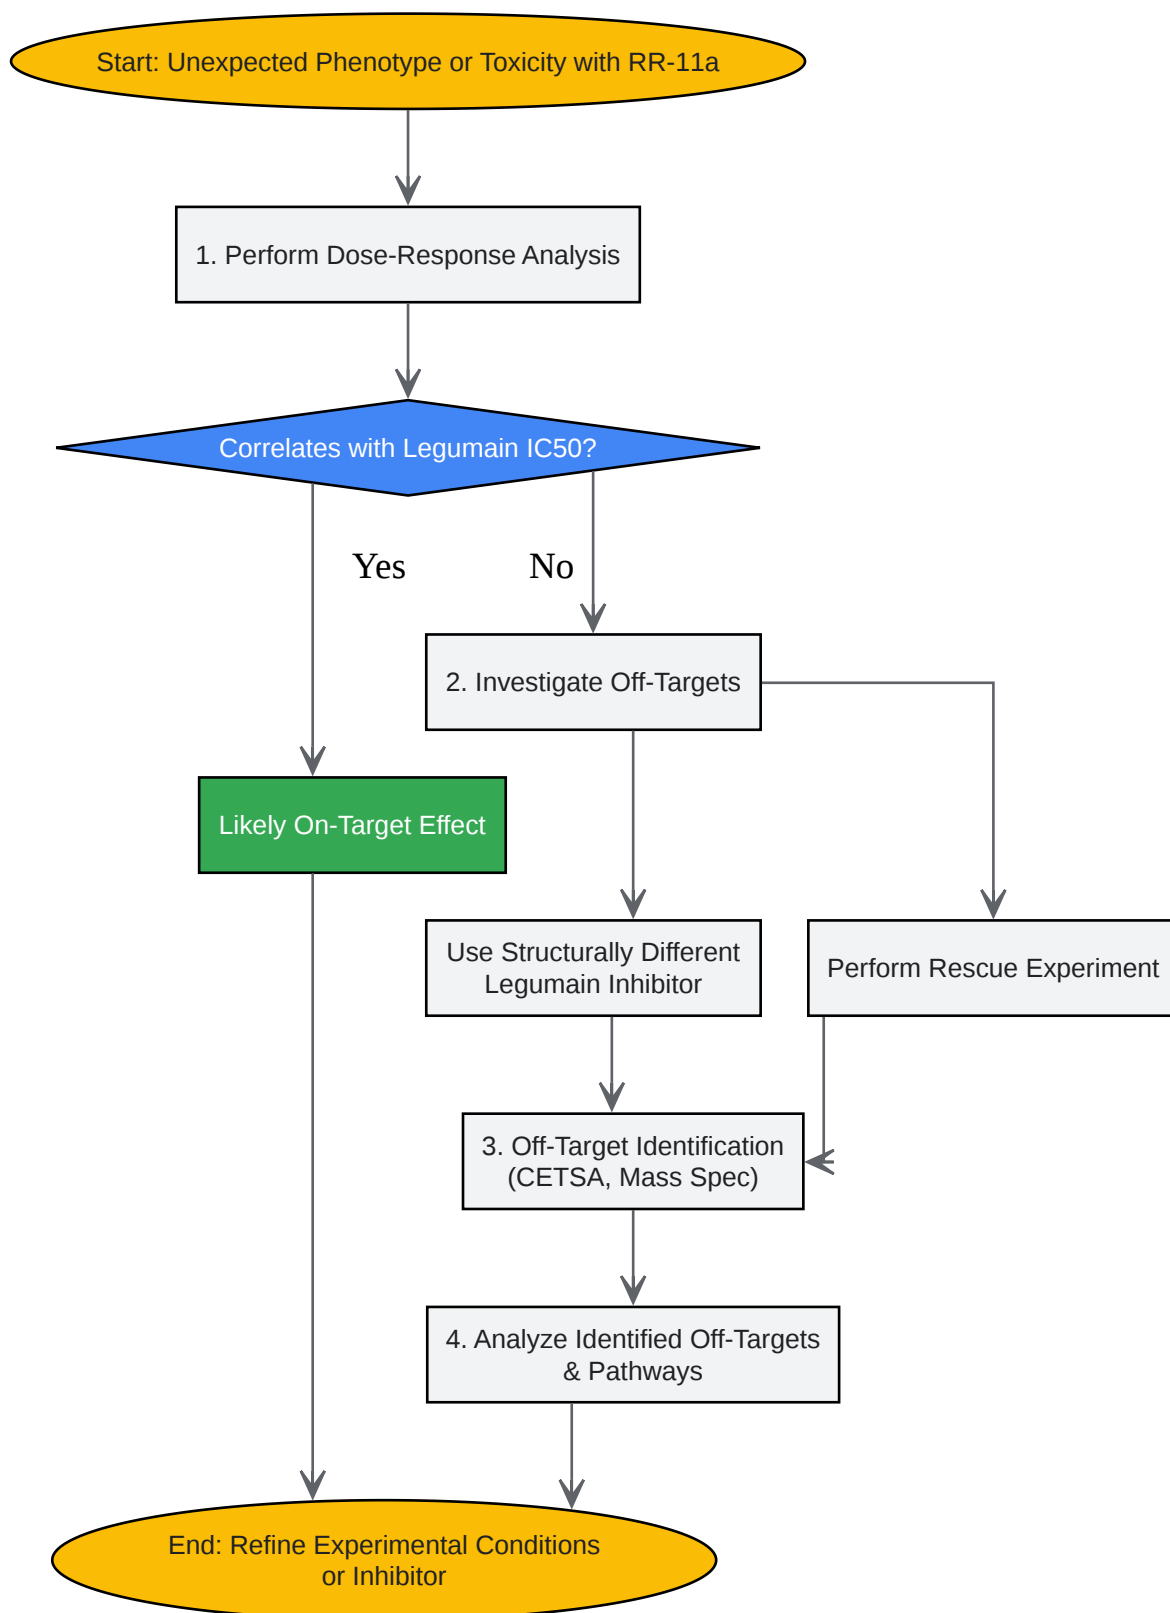 Start: Unexpected Phenotype or Toxicity with RR-11a
1. Perform Dose-Response Analysis
Correlates with Legumain IC50?
Yes
No
2. Investigate Off-Targets
Likely On-Target Effect
Use Structurally Different
Legumain Inhibitor
Perform Rescue Experiment
3. Off-Target Identification
(CETSA, Mass Spec)
4. Analyze Identified Off-Targets
& Pathways
End: Refine Experimental Conditions
or Inhibitor